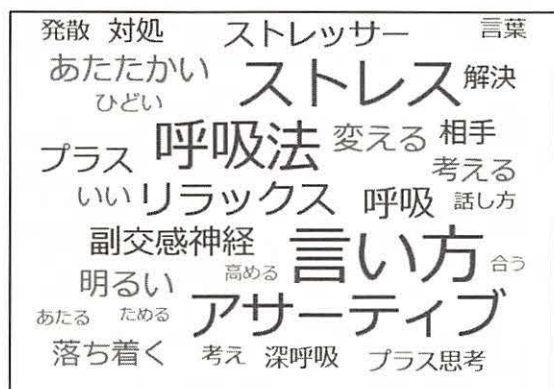 発散 対処 ストレッサー 言葉
あたたかい ストレス 解決
ひどい
プラス 呼吸法 変える 相手
考える
いい リラックス 呼吸 話し方
副交感神経 言い方 合う
明るい 高める
あたる ためる アサーティブ
落ち着く 考え 深呼吸 プラス思考